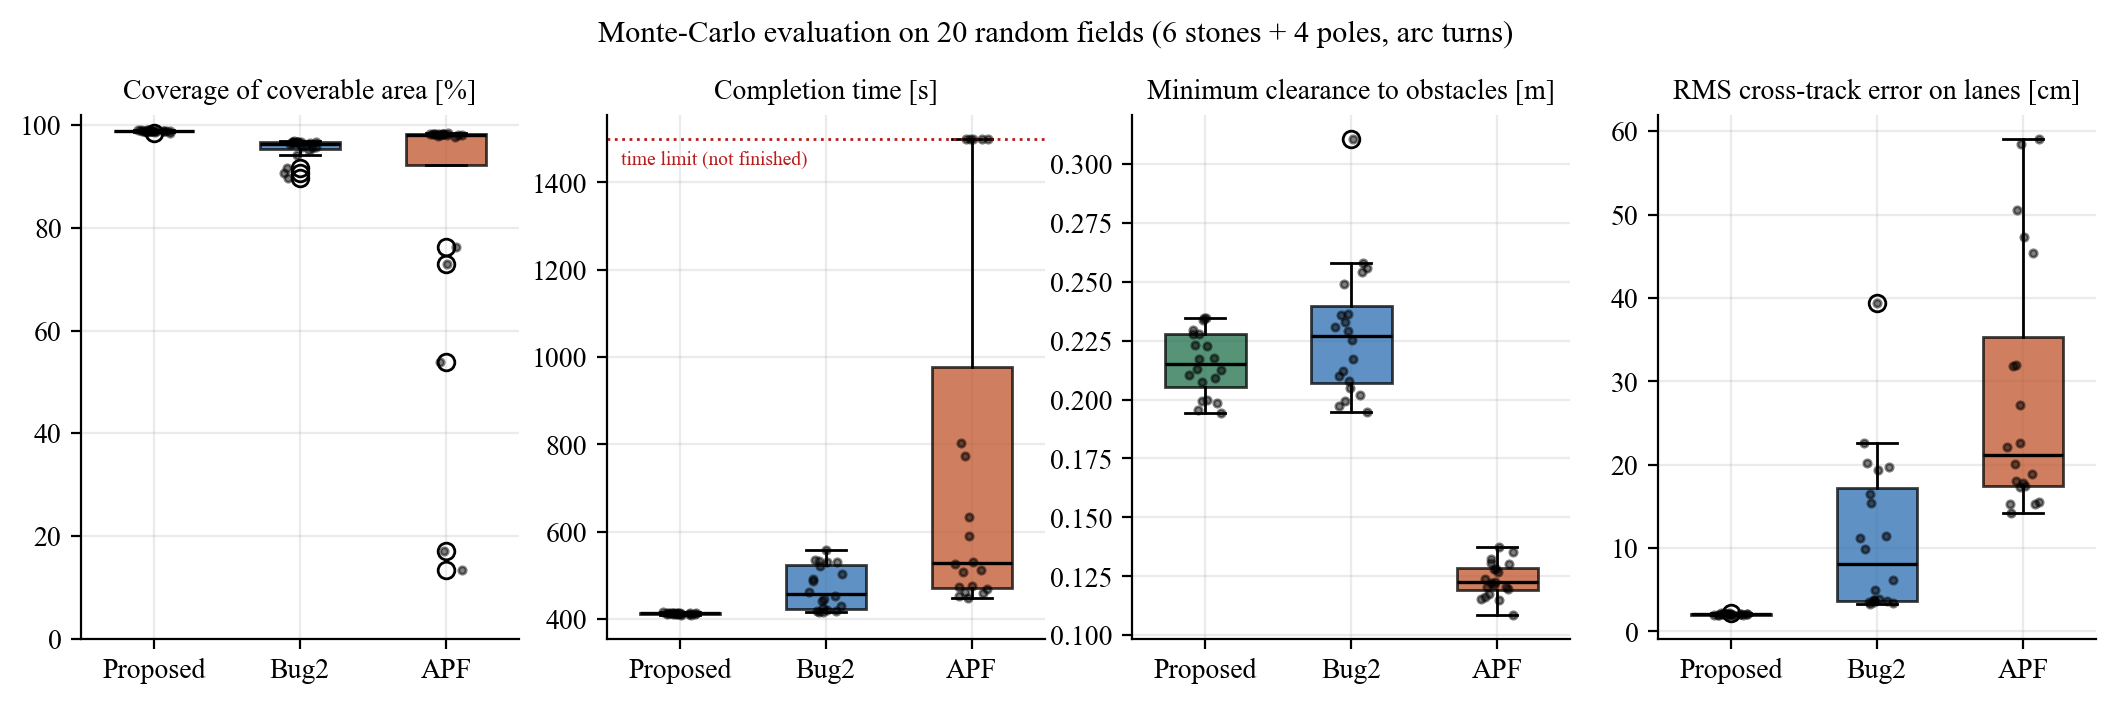 Monte-Carlo evaluation on 20 random fields (6 stones + 4 poles, arc turns)
Coverage of coverable area [%]
100
80
60
40
20
0
Proposed
Bug2
APF
Completion time [s]
time limit (not finished)
1400
1200
1000
800
600
400
Proposed
Bug2
APF
Minimum clearance to obstacles [m]
0.300
0.275
0.250
0.225
0.200
0.175
0.150
0.125
0.100
Proposed
Bug2
APF
RMS cross-track error on lanes [cm]
60
50
40
30
20
10
0
Proposed
Bug2
APF